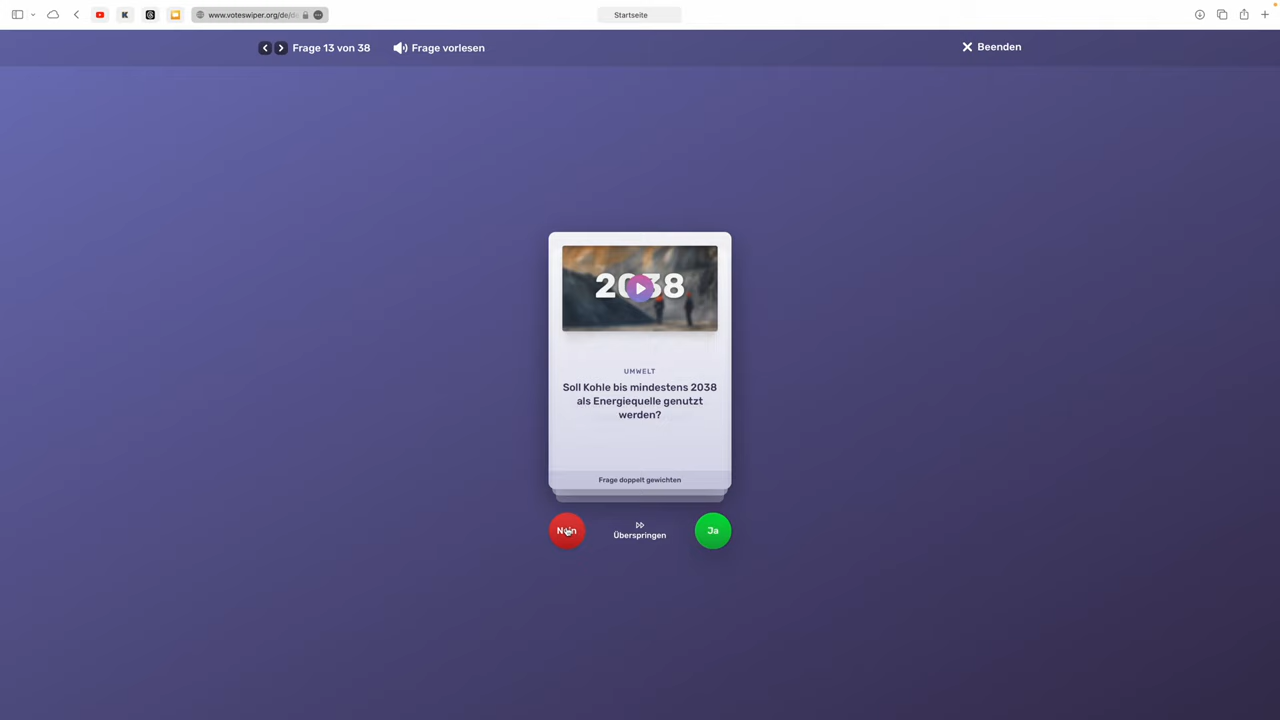 K
www.voteswiper.org/de/de
Startseite
Frage 13 von 38
Frage vorlesen
Beenden
2038
UMWELT
Soll Kohle bis mindestens 2038
als Energiequelle genutzt
werden?
Frage doppelt gewichten
Nein
Überspringen
Ja